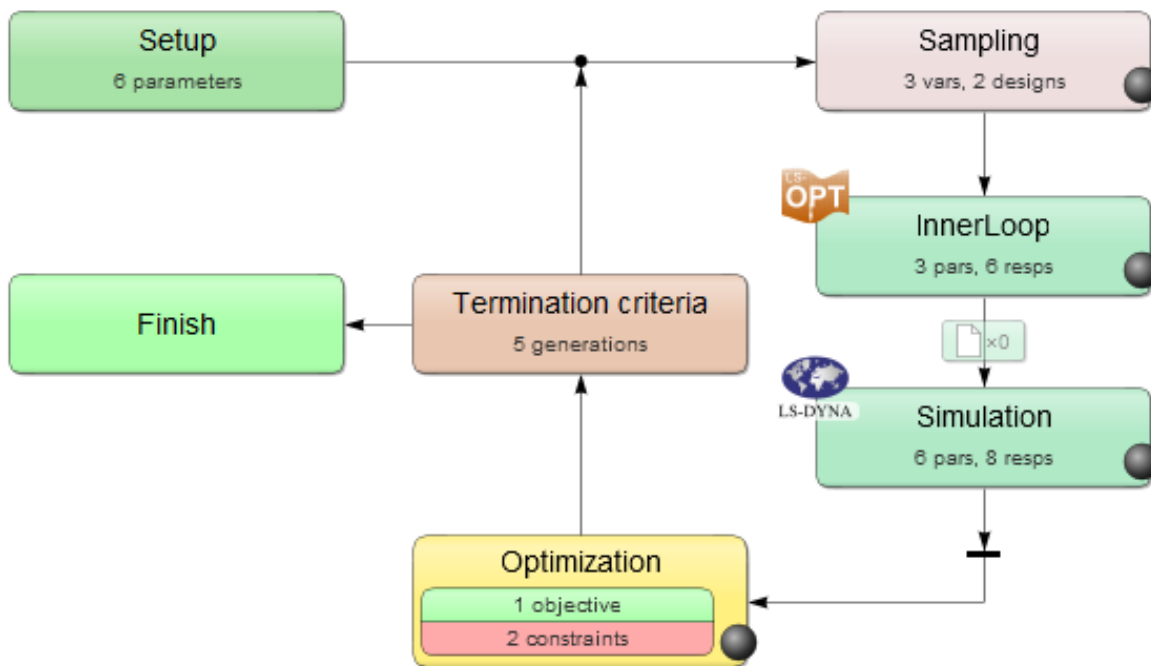 Setup
6 parameters
Sampling
3 vars, 2 designs
LS-
OPT
InnerLoop
3 pars, 6 resps
Finish
Termination criteria
5 generations
×0
LS-DYNA
Simulation
6 pars, 8 resps
Optimization
1 objective
2 constraints